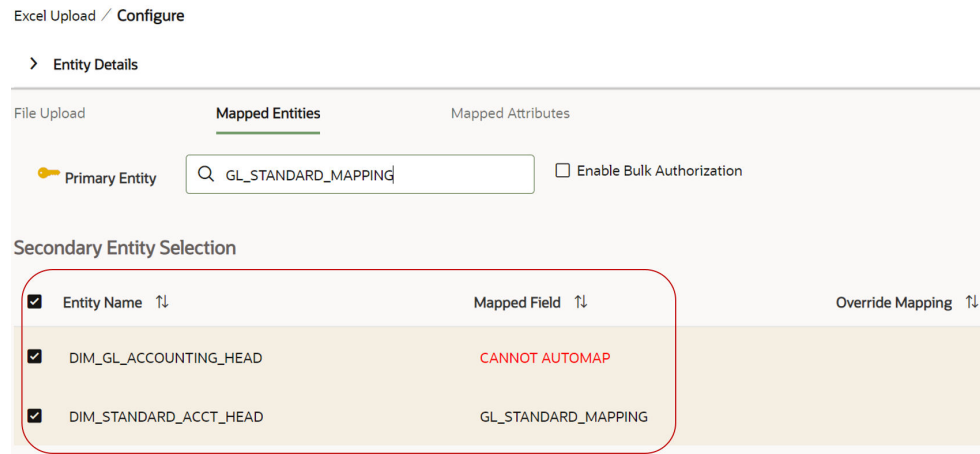 Excel Upload / Configure
Entity Details
File Upload Mapped Entities Mapped Attributes
Primary Entity GL_STANDARD_MAPPING Enable Bulk Authorization
Secondary Entity Selection
Entity Name Mapped Field Override Mapping
DIM_GL_ACCOUNTING_HEAD CANNOT AUTOMAP
DIM_STANDARD_ACCT_HEAD GL_STANDARD_MAPPING